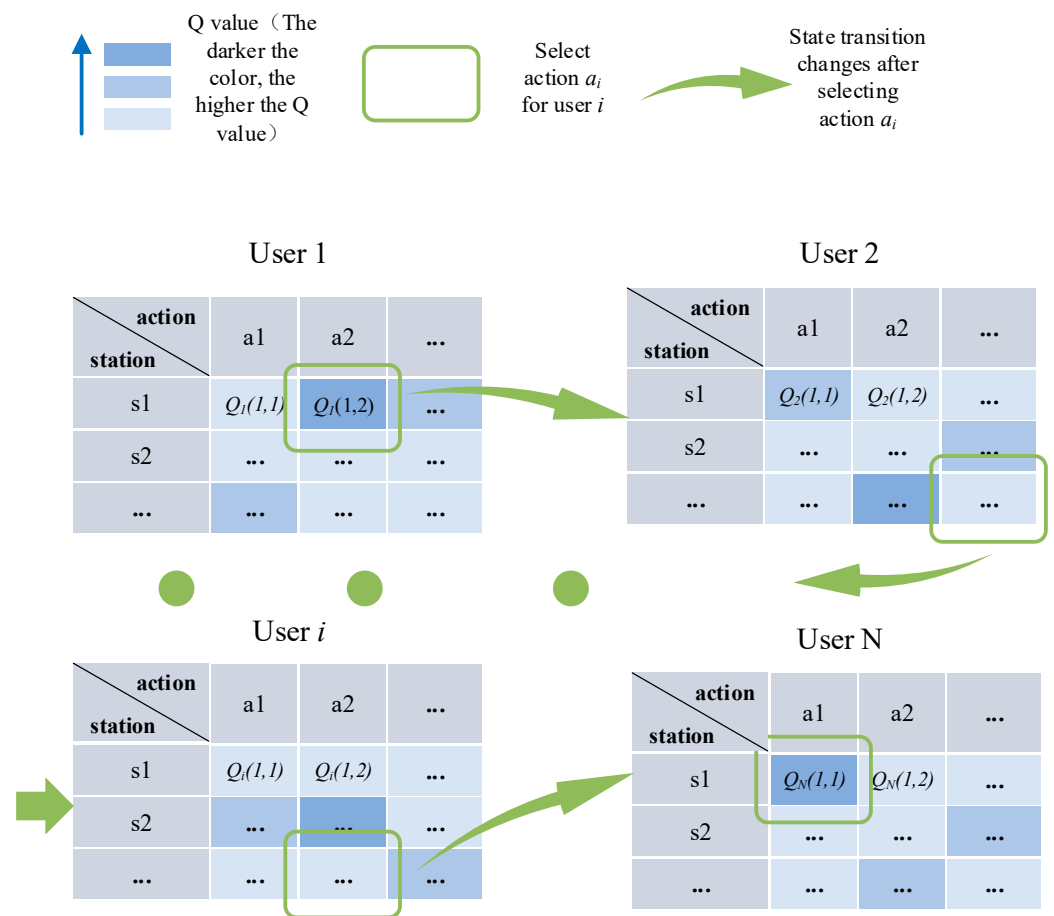 Q value（The
darker the
color, the
higher the Q
value）
Select
action ai
for user i
State transition
changes after
selecting
action ai
User 1
action
station
a1
a2
...
s1
Q1(1,1)
Q1(1,2)
...
s2
...
...
...
...
...
...
...
User 2
action
station
a1
a2
...
s1
Q2(1,1)
Q2(1,2)
...
s2
...
...
...
...
...
...
...
User i
action
station
a1
a2
...
s1
Qi(1,1)
Qi(1,2)
...
s2
...
...
...
...
...
...
...
User N
action
station
a1
a2
...
s1
QN(1,1)
QN(1,2)
...
s2
...
...
...
...
...
...
...